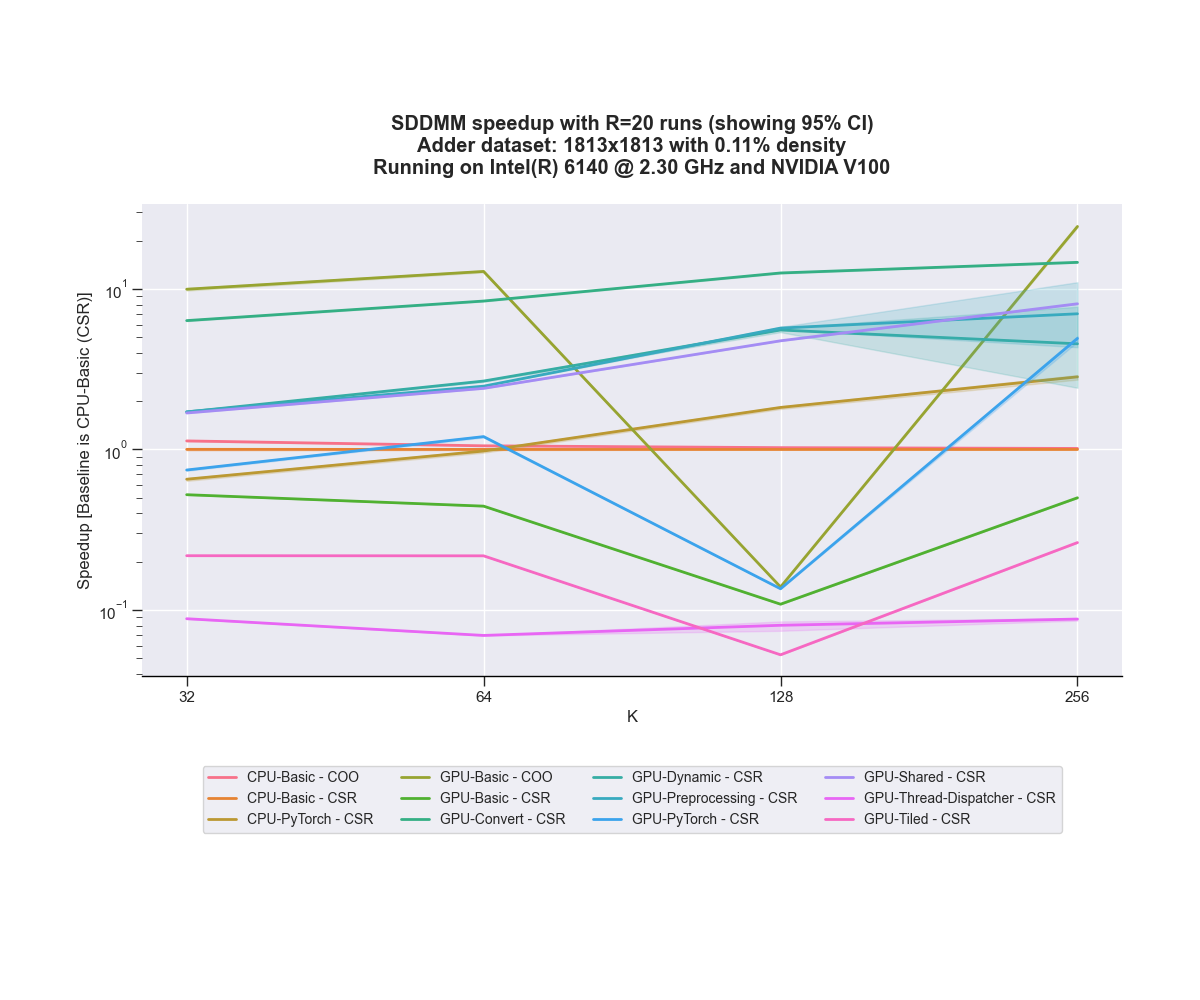 SDDMM speedup with R=20 runs (showing 95% CI)
Adder dataset: 1813x1813 with 0.11% density
Running on Intel(R) 6140 @ 2.30 GHz and NVIDIA V100
Speedup [Baseline is CPU-Basic (CSR)]
10^1
10^0
10^-1
32 64 128 256
K
CPU-Basic - COO GPU-Basic - COO GPU-Dynamic - CSR GPU-Shared - CSR
CPU-Basic - CSR GPU-Basic - CSR GPU-Preprocessing - CSR GPU-Thread-Dispatcher - CSR
CPU-PyTorch - CSR GPU-Convert - CSR GPU-PyTorch - CSR GPU-Tiled - CSR